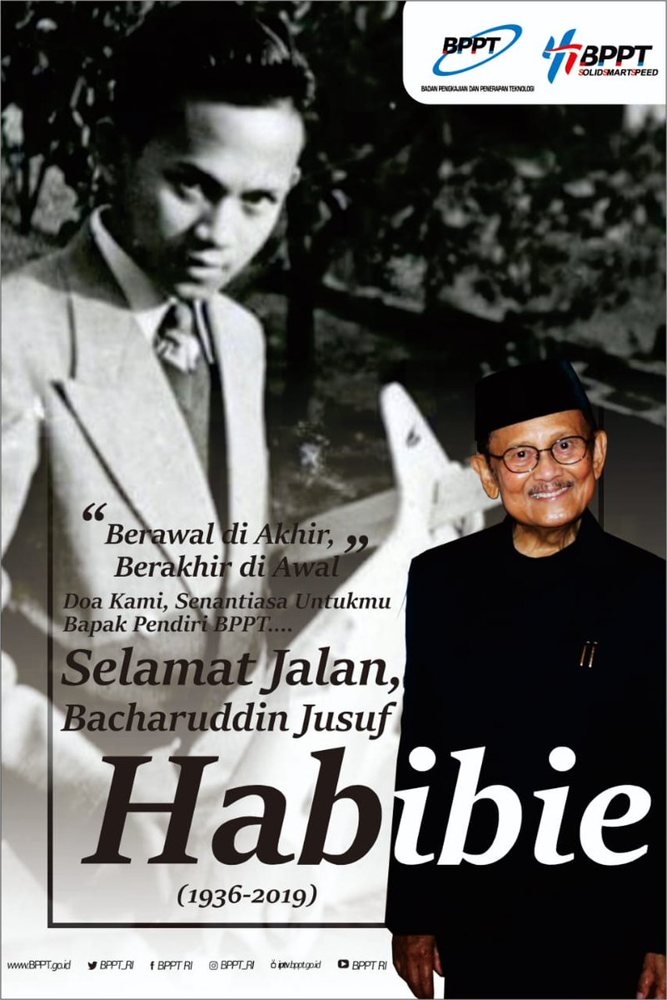 BPPT
BADAN PENGKAJIAN DAN PENERAPAN TEKNOLOGI
BPPT
SOLIDSMARTSPEED
“Berawal di Akhir,
Berakhir di Awal”
Doa Kami, Senantiasa Untukmu
Bapak Pendiri BPPT....
Selamat Jalan,
Bacharuddin Jusuf
Habibie
(1936-2019)
www.BPPT.go.id BPPT_RI BPPT RI BPPT_RI iptv.bppt.go.id BPPT RI